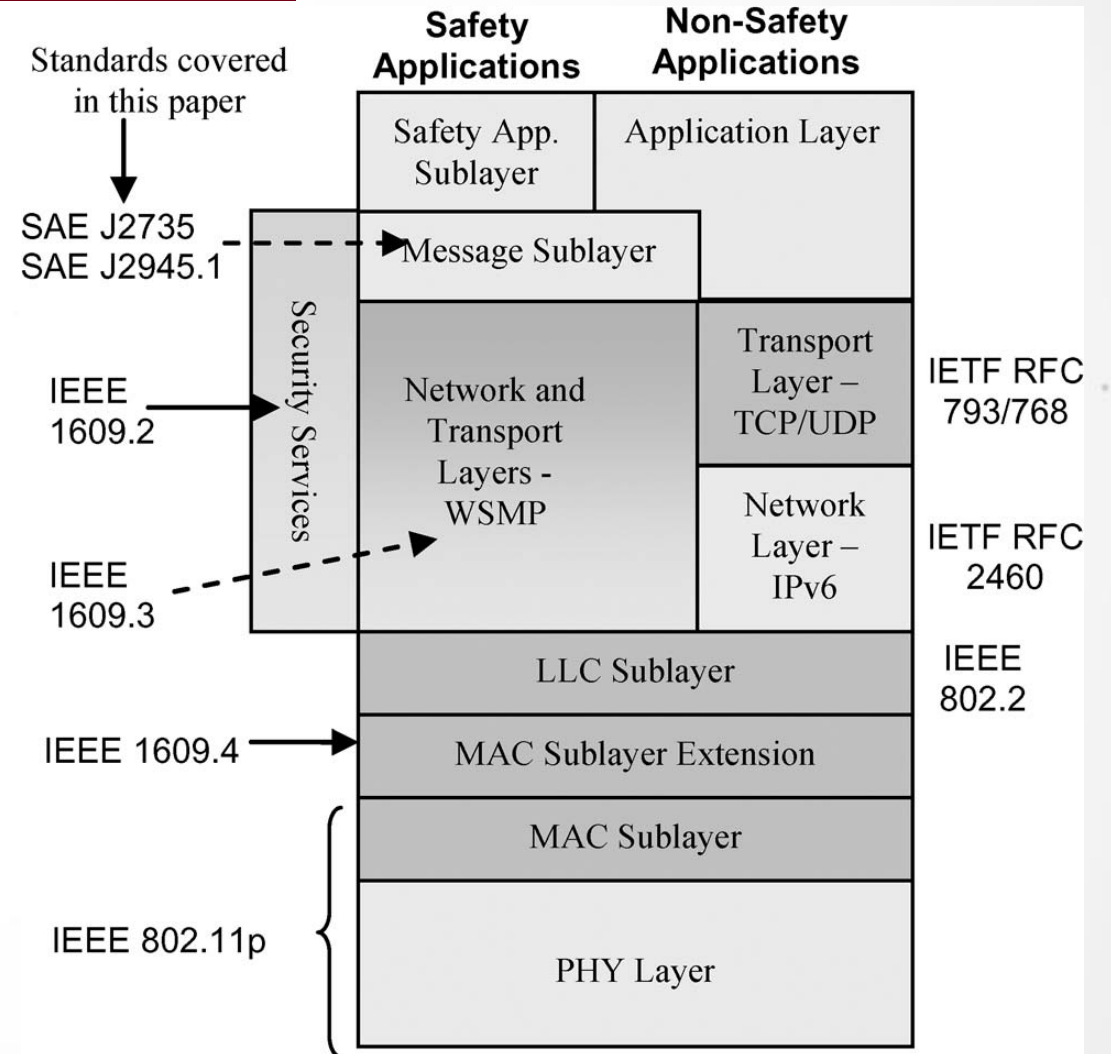 Safety
Applications
Non-Safety
Applications
Standards covered
in this paper
Safety App.
Sublayer
Application Layer
SAE J2735
SAE J2945.1
Message Sublayer
Security Services
IEEE
1609.2
Network and
Transport
Layers -
WSMP
Transport
Layer –
TCP/UDP
IETF RFC
793/768
Network
Layer –
IPv6
IETF RFC
2460
IEEE
1609.3
LLC Sublayer
IEEE
802.2
IEEE 1609.4
MAC Sublayer Extension
MAC Sublayer
IEEE 802.11p
PHY Layer